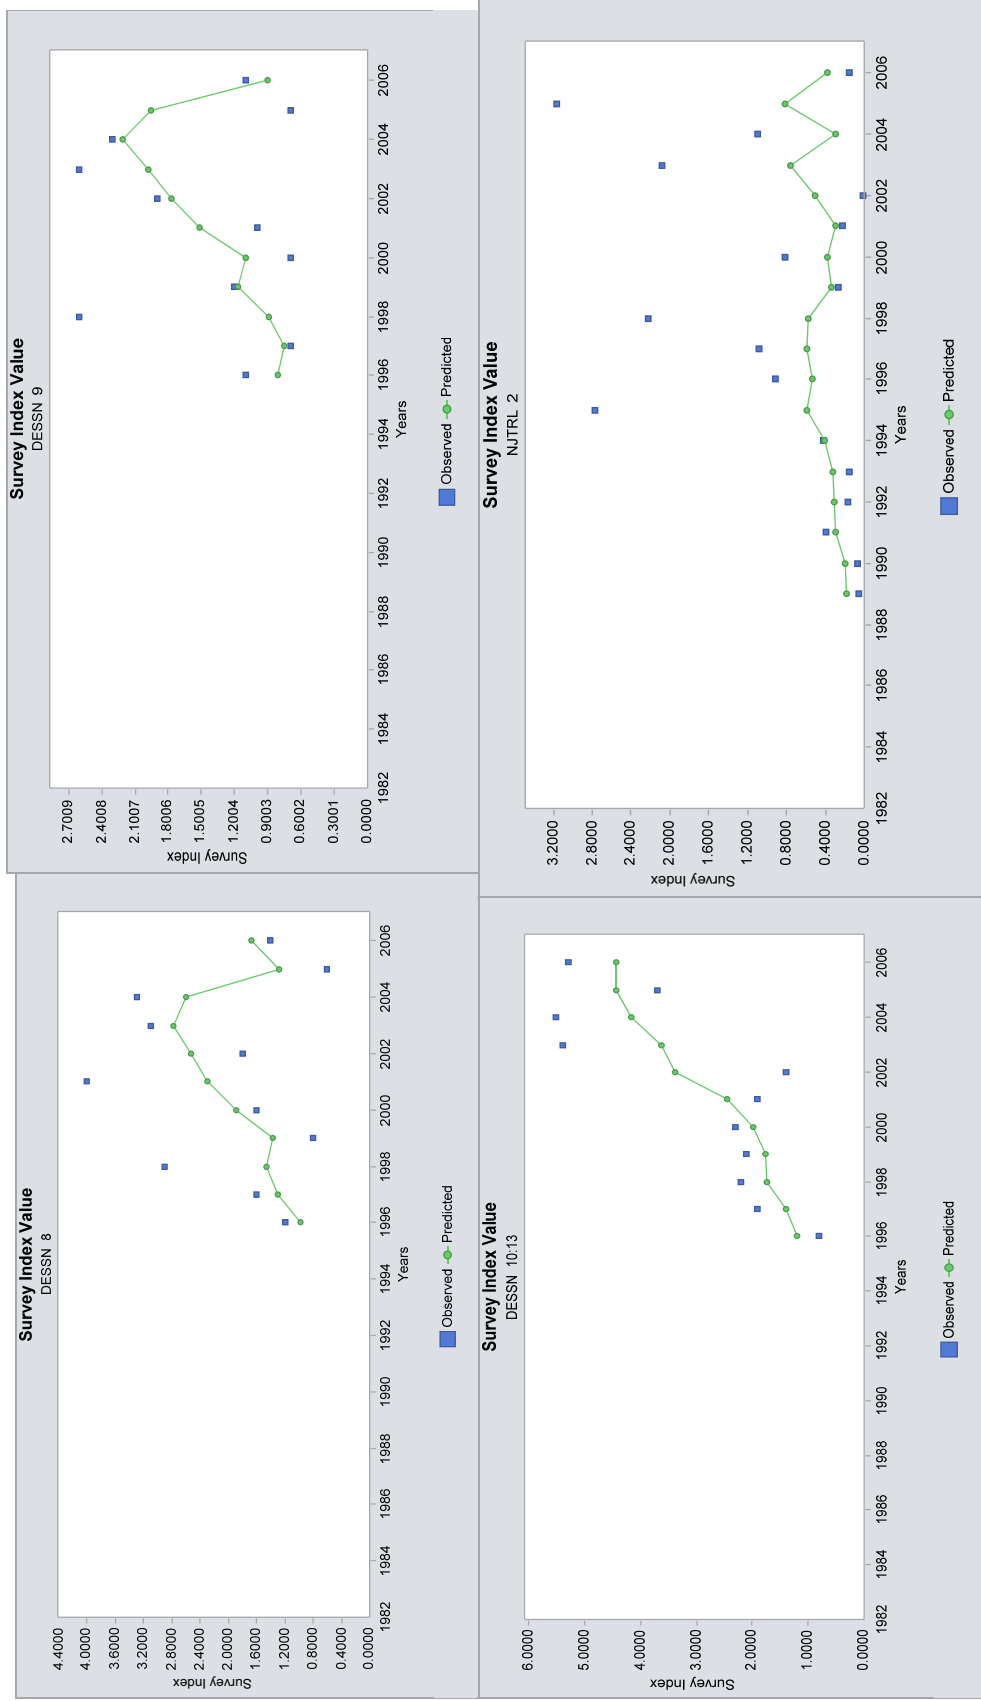 Survey Index Value
DESSN 8
4.4000
4.0000
3.6000
3.2000
2.8000
2.4000
2.0000
1.6000
1.2000
0.8000
0.4000
0.0000
Survey Index
1982 1984 1986 1988 1990 1992 1994 1996 1998 2000 2002 2004 2006
Years
Observed Predicted
Survey Index Value
DESSN 9
2.7009
2.4008
2.1007
1.8006
1.5005
1.2004
0.9003
0.6002
0.3001
0.0000
Survey Index
1982 1984 1986 1988 1990 1992 1994 1996 1998 2000 2002 2004 2006
Years
Observed Predicted
Survey Index Value
DESSN 10:13
6.0000
5.0000
4.0000
3.0000
2.0000
1.0000
0.0000
Survey Index
1982 1984 1986 1988 1990 1992 1994 1996 1998 2000 2002 2004 2006
Years
Observed Predicted
Survey Index Value
NJTRL 2
3.2000
2.8000
2.4000
2.0000
1.6000
1.2000
0.8000
0.4000
0.0000
Survey Index
1982 1984 1986 1988 1990 1992 1994 1996 1998 2000 2002 2004 2006
Years
Observed Predicted